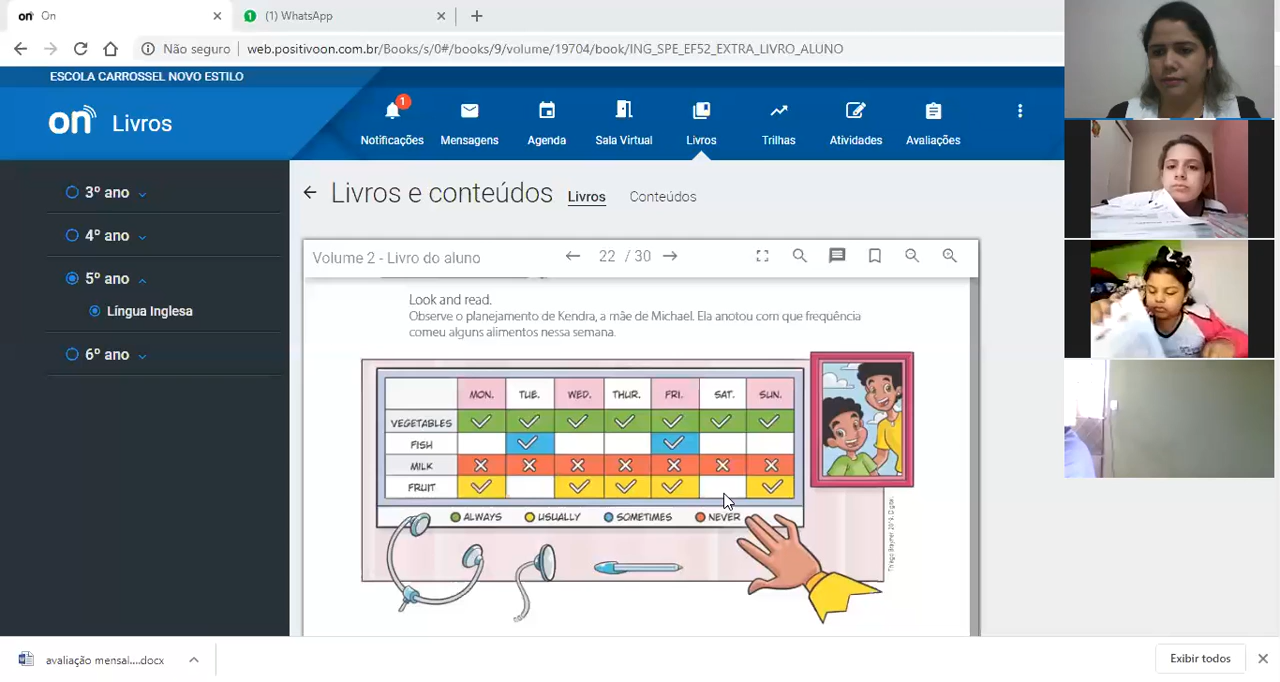 On
(1) WhatsApp
Não seguro
web.positivoon.com.br/Books/s/0#/books/9/volume/19704/book/ING_SPE_EF52_EXTRA_LIVRO_ALUNO
ESCOLA CARROSSEL NOVO ESTILO
on Livros
1
Notificações Mensagens Agenda Sala Virtual Livros Trilhas Atividades Avaliações
3º ano
4º ano
5º ano
Língua Inglesa
6º ano
Livros e conteúdos Livros Conteúdos
Volume 2 - Livro do aluno 22 / 30
Look and read.
Observe o planejamento de Kendra, a mãe de Michael. Ela anotou com que frequência
comeu alguns alimentos nessa semana.
MON. TUE. WED. THUR. FRI. SAT. SUN.
VEGETABLES
FISH
MILK
FRUIT
ALWAYS USUALLY SOMETIMES NEVER
avaliação mensal....docx
Exibir todos